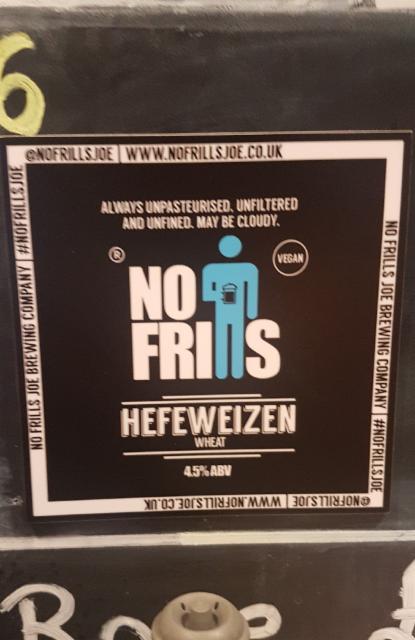 6
@NOFRILLSJOE | WWW.NOFRILLSJOE.CO.UK
ALWAYS UNPASTEURISED, UNFILTERED
AND UNFINED. MAY BE CLOUDY.
®
VEGAN
NO
FRILLS
HEFEWEIZEN
WHEAT
4.5% ABV
NO FRILLS JOE BREWING COMPANY | #NOFRILLSJOE
NO FRILLS JOE BREWING COMPANY | #NOFRILLSJOE
@NOFRILLSJOE | WWW.NOFRILLSJOE.CO.UK